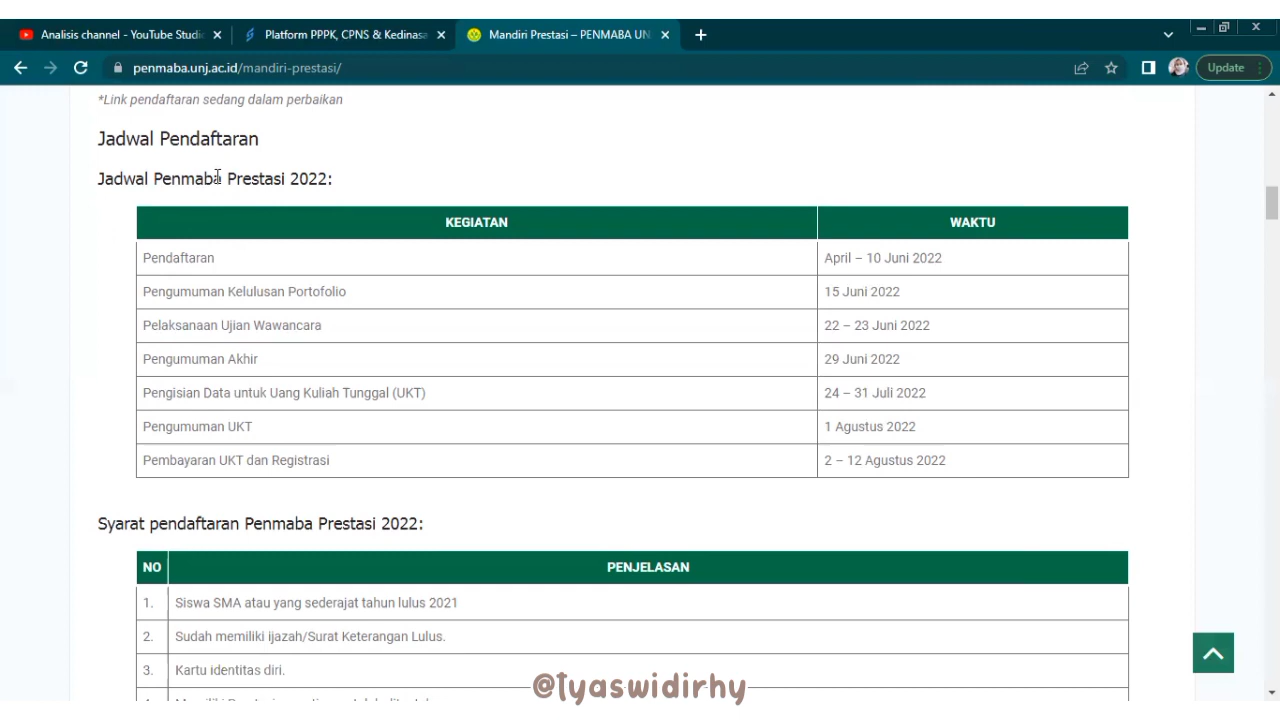 Analisis channel - YouTube Studi
Platform PPPK, CPNS & Kedinasa
Mandiri Prestasi – PENMABA UN
penmaba.unj.ac.id/mandiri-prestasi/
Update
*Link pendaftaran sedang dalam perbaikan
Jadwal Pendaftaran
Jadwal Penmaba Prestasi 2022:
KEGIATAN WAKTU
Pendaftaran April – 10 Juni 2022
Pengumuman Kelulusan Portofolio 15 Juni 2022
Pelaksanaan Ujian Wawancara 22 – 23 Juni 2022
Pengumuman Akhir 29 Juni 2022
Pengisian Data untuk Uang Kuliah Tunggal (UKT) 24 – 31 Juli 2022
Pengumuman UKT 1 Agustus 2022
Pembayaran UKT dan Registrasi 2 – 12 Agustus 2022
Syarat pendaftaran Penmaba Prestasi 2022:
NO PENJELASAN
1. Siswa SMA atau yang sederajat tahun lulus 2021
2. Sudah memiliki ijazah/Surat Keterangan Lulus.
3. Kartu identitas diri.
@Tyaswidirhy